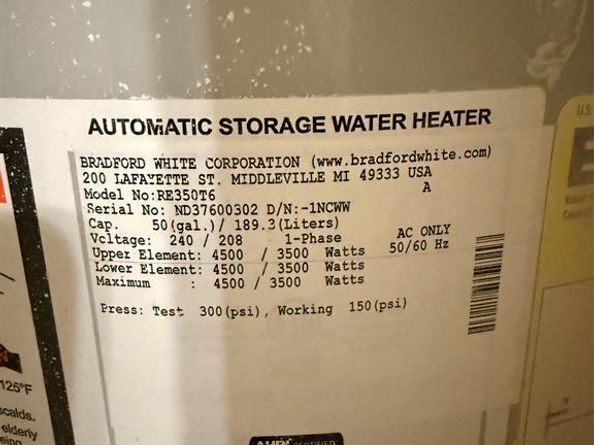 AUTOMATIC STORAGE WATER HEATER
BRADFORD WHITE CORPORATION (www.bradfordwhite.com)
200 LAFAYETTE ST. MIDDLEVILLE MI 49333 USA
Model No:RE350T6 A
Serial No: ND37600302 D/N:-1NCWW
Cap. 50(gal.)/ 189.3(Liters)
Voltage: 240 / 208 1-Phase AC ONLY
Upper Element: 4500 / 3500 Watts 50/60 Hz
Lower Element: 4500 / 3500 Watts
Maximum : 4500 / 3500 Watts
Press: Test 300(psi), Working 150(psi)
125°F
scalds.
elderly
U.S
E